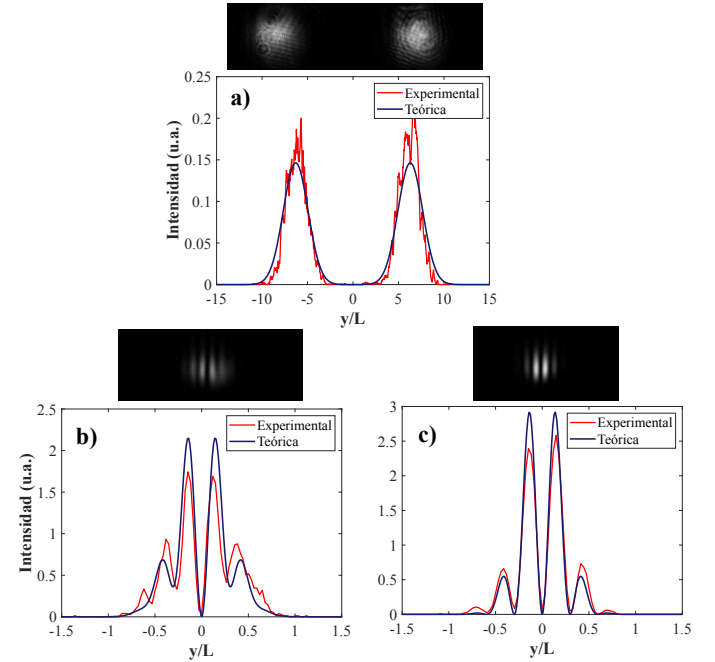 a)
Experimental
Teórica
Intensidad (u.a.)
0.25
0.2
0.15
0.1
0.05
0
-15 -10 -5 0 5 10 15
y/L
b)
Experimental
Teórica
Intensidad (u.a.)
2.5
2
1.5
1
0.5
0
-1.5 -1 -0.5 0 0.5 1 1.5
y/L
c)
Experimental
Teórica
3
2.5
2
1.5
1
0.5
0
-1.5 -1 -0.5 0 0.5 1 1.5
y/L